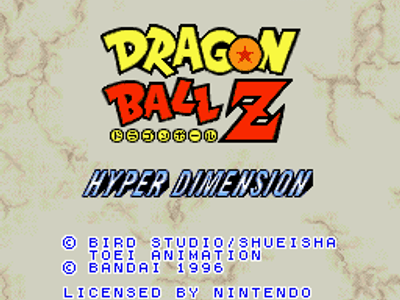 DRAGON
BALL Z
ドラゴンボール
HYPER DIMENSION
© BIRD STUDIO/SHUEISHA
TOEI ANIMATION
© BANDAI 1996
LICENSED BY NINTENDO